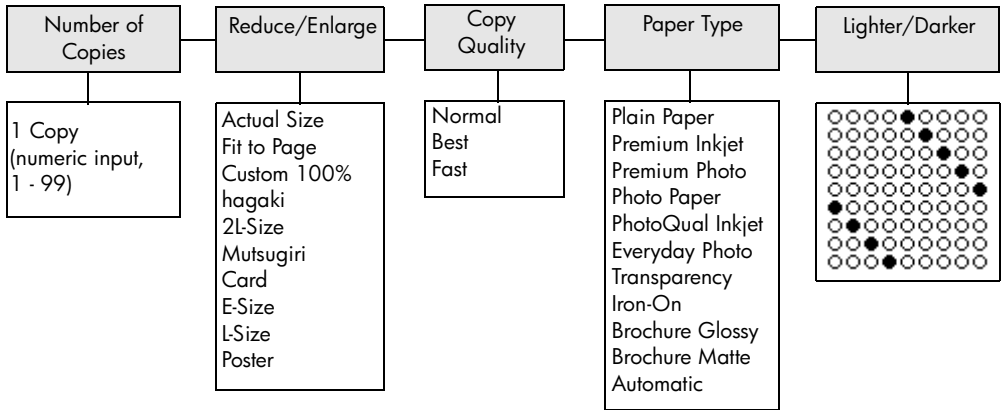 Number of
Copies
Reduce/Enlarge
Copy
Quality
Paper Type
Lighter/Darker
1 Copy
(numeric input,
1 - 99)
Actual Size
Fit to Page
Custom 100%
hagaki
2L-Size
Mutsugiri
Card
E-Size
L-Size
Poster
Normal
Best
Fast
Plain Paper
Premium Inkjet
Premium Photo
Photo Paper
PhotoQual Inkjet
Everyday Photo
Transparency
Iron-On
Brochure Glossy
Brochure Matte
Automatic